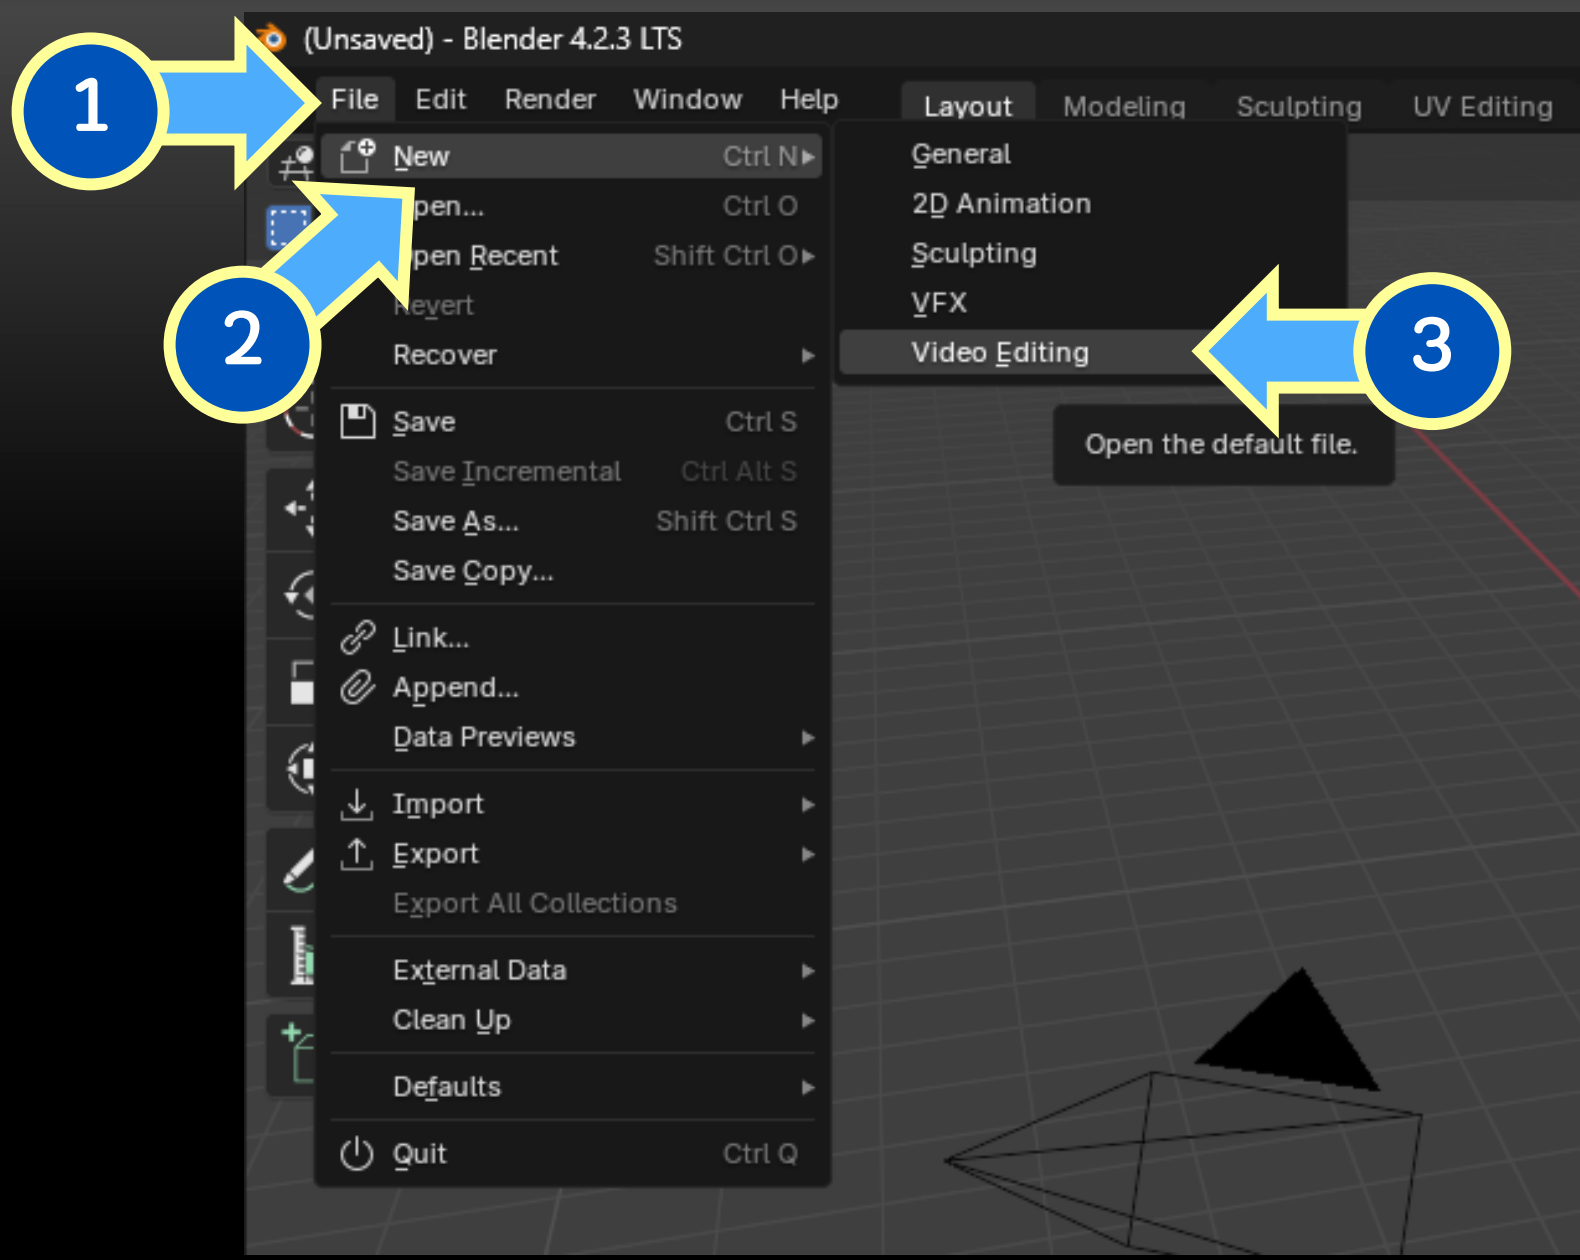 (Unsaved) - Blender 4.2.3 LTS
1
File Edit Render Window Help Layout Modeling Sculpting UV Editing
New Ctrl N
pen... Ctrl O
pen Recent Shift Ctrl O
Revert
Recover
2
General
2D Animation
Sculpting
VFX
Video Editing
3
Open the default file.
Save Ctrl S
Save Incremental Ctrl Alt S
Save As... Shift Ctrl S
Save Copy...
Link...
Append...
Data Previews
Import
Export
Export All Collections
External Data
Clean Up
Defaults
Quit Ctrl Q